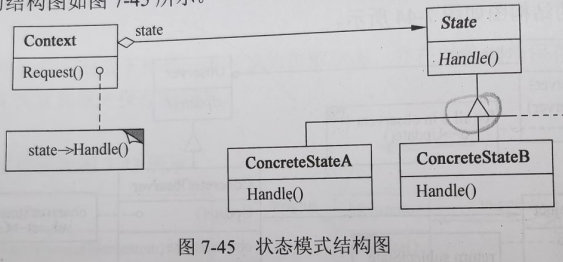 的结构图如图 7-45 所示。
Context
state
State
Request()
Handle()
state->Handle()
ConcreteStateA
ConcreteStateB
Handle()
Handle()
图 7-45 状态模式结构图